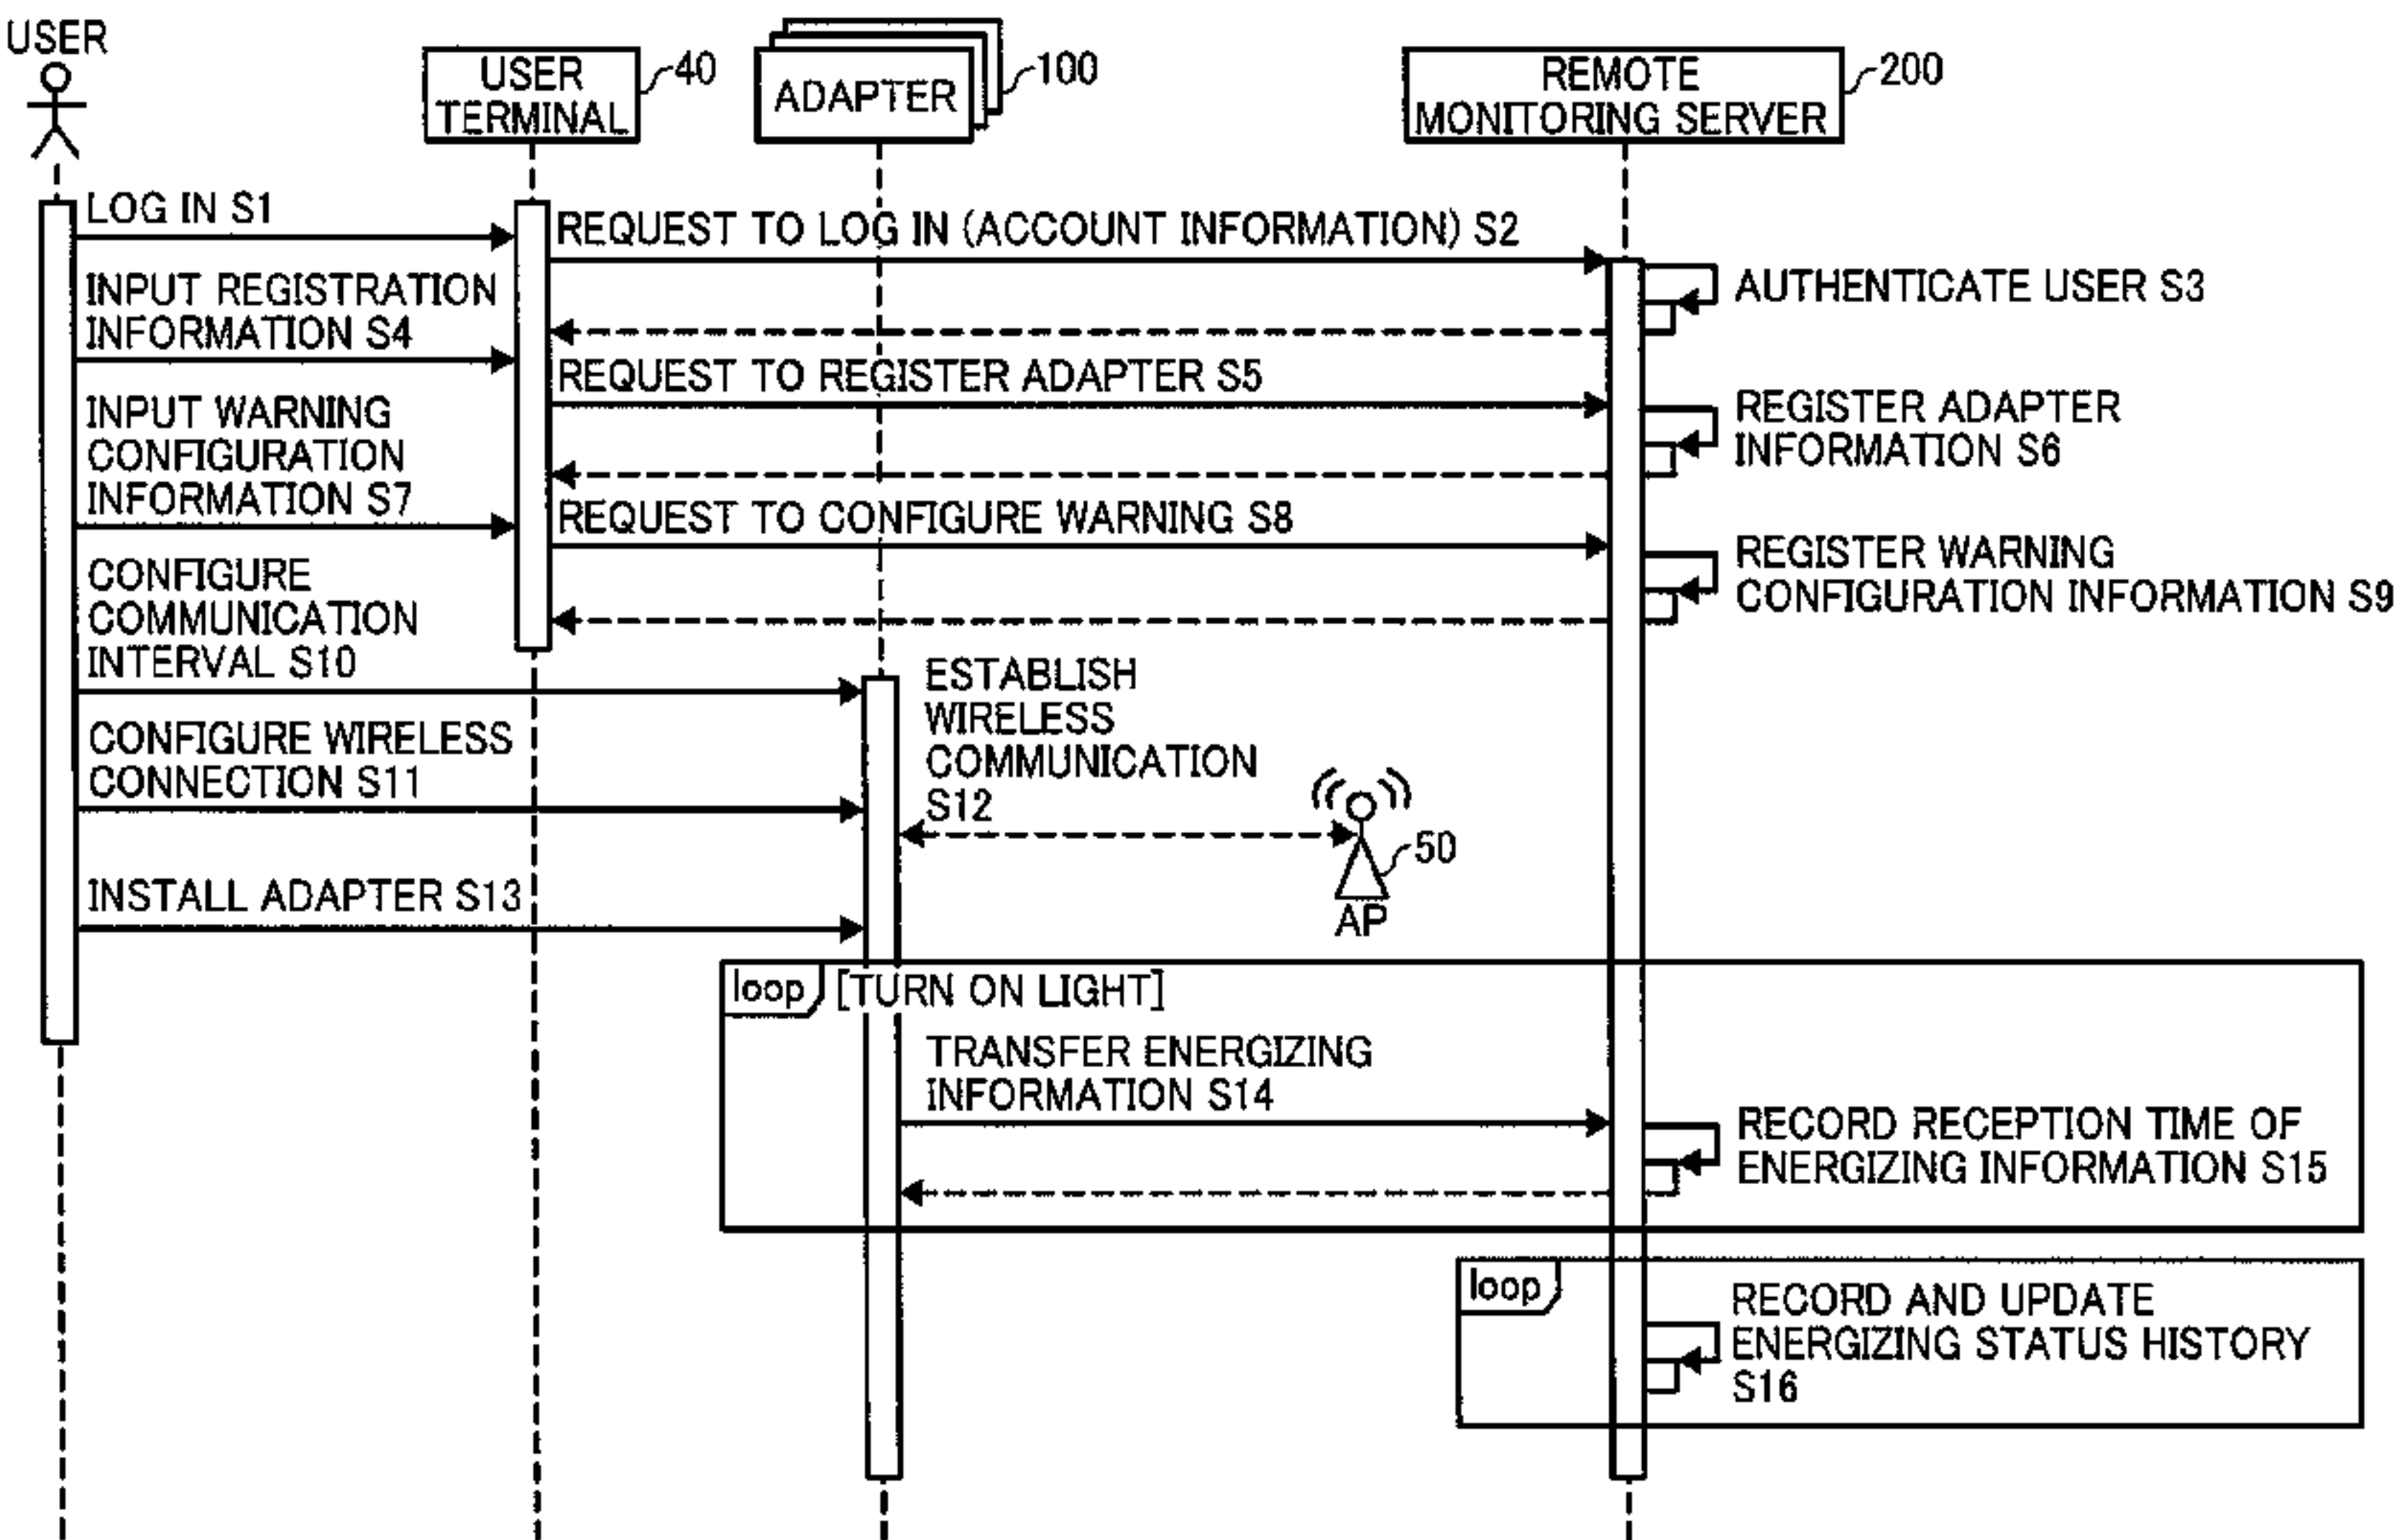 USER
USER
TERMINAL
40
ADAPTER
100
REMOTE
MONITORING SERVER
200
LOG IN S1
REQUEST TO LOG IN (ACCOUNT INFORMATION) S2
AUTHENTICATE USER S3
INPUT REGISTRATION
INFORMATION S4
REQUEST TO REGISTER ADAPTER S5
REGISTER ADAPTER
INFORMATION S6
INPUT WARNING
CONFIGURATION
INFORMATION S7
REQUEST TO CONFIGURE WARNING S8
REGISTER WARNING
CONFIGURATION INFORMATION S9
CONFIGURE
COMMUNICATION
INTERVAL S10
CONFIGURE WIRELESS
CONNECTION S11
ESTABLISH
WIRELESS
COMMUNICATION
S12
50
AP
INSTALL ADAPTER S13
loop
[TURN ON LIGHT]
TRANSFER ENERGIZING
INFORMATION S14
RECORD RECEPTION TIME OF
ENERGIZING INFORMATION S15
loop
RECORD AND UPDATE
ENERGIZING STATUS HISTORY
S16